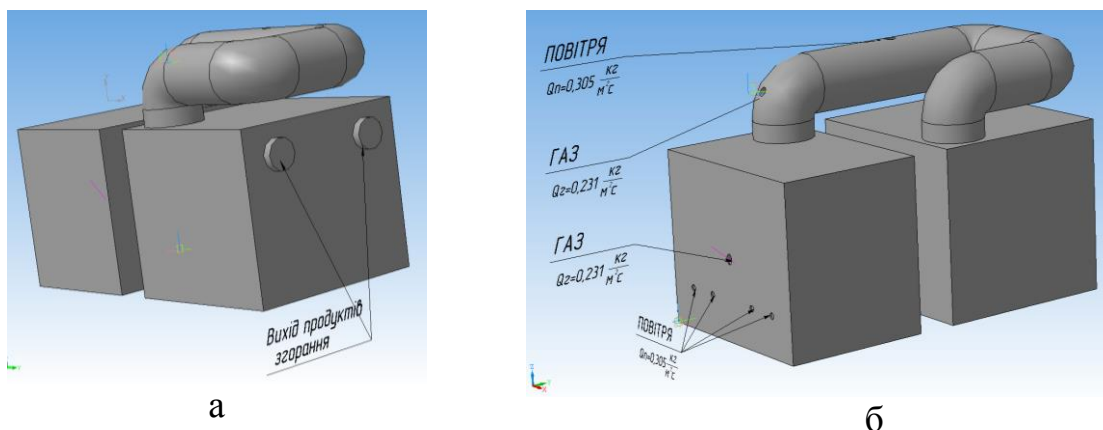 Вихід продуктів
згорання
а
ПОВІТРЯ
Qп=0,305 кг/м²с
ГАЗ
Qг=0,231 кг/м²с
ГАЗ
Qг=0,231 кг/м²с
ПОВІТРЯ
Qп=0,305 кг/м²с
б